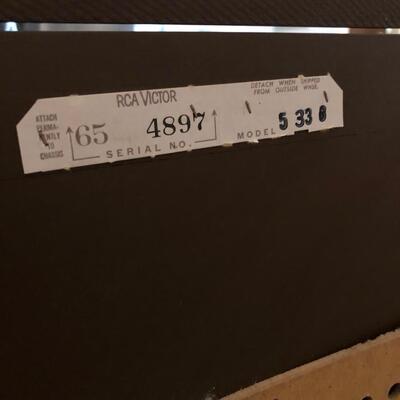 RCA VICTOR
DETACH WHEN SHIPPED
FROM OUTSIDE WHSE.
ATTACH
PERMA-
NENTLY
TO
CHASSIS
65 4897
SERIAL NO.
MODEL 5 33 6